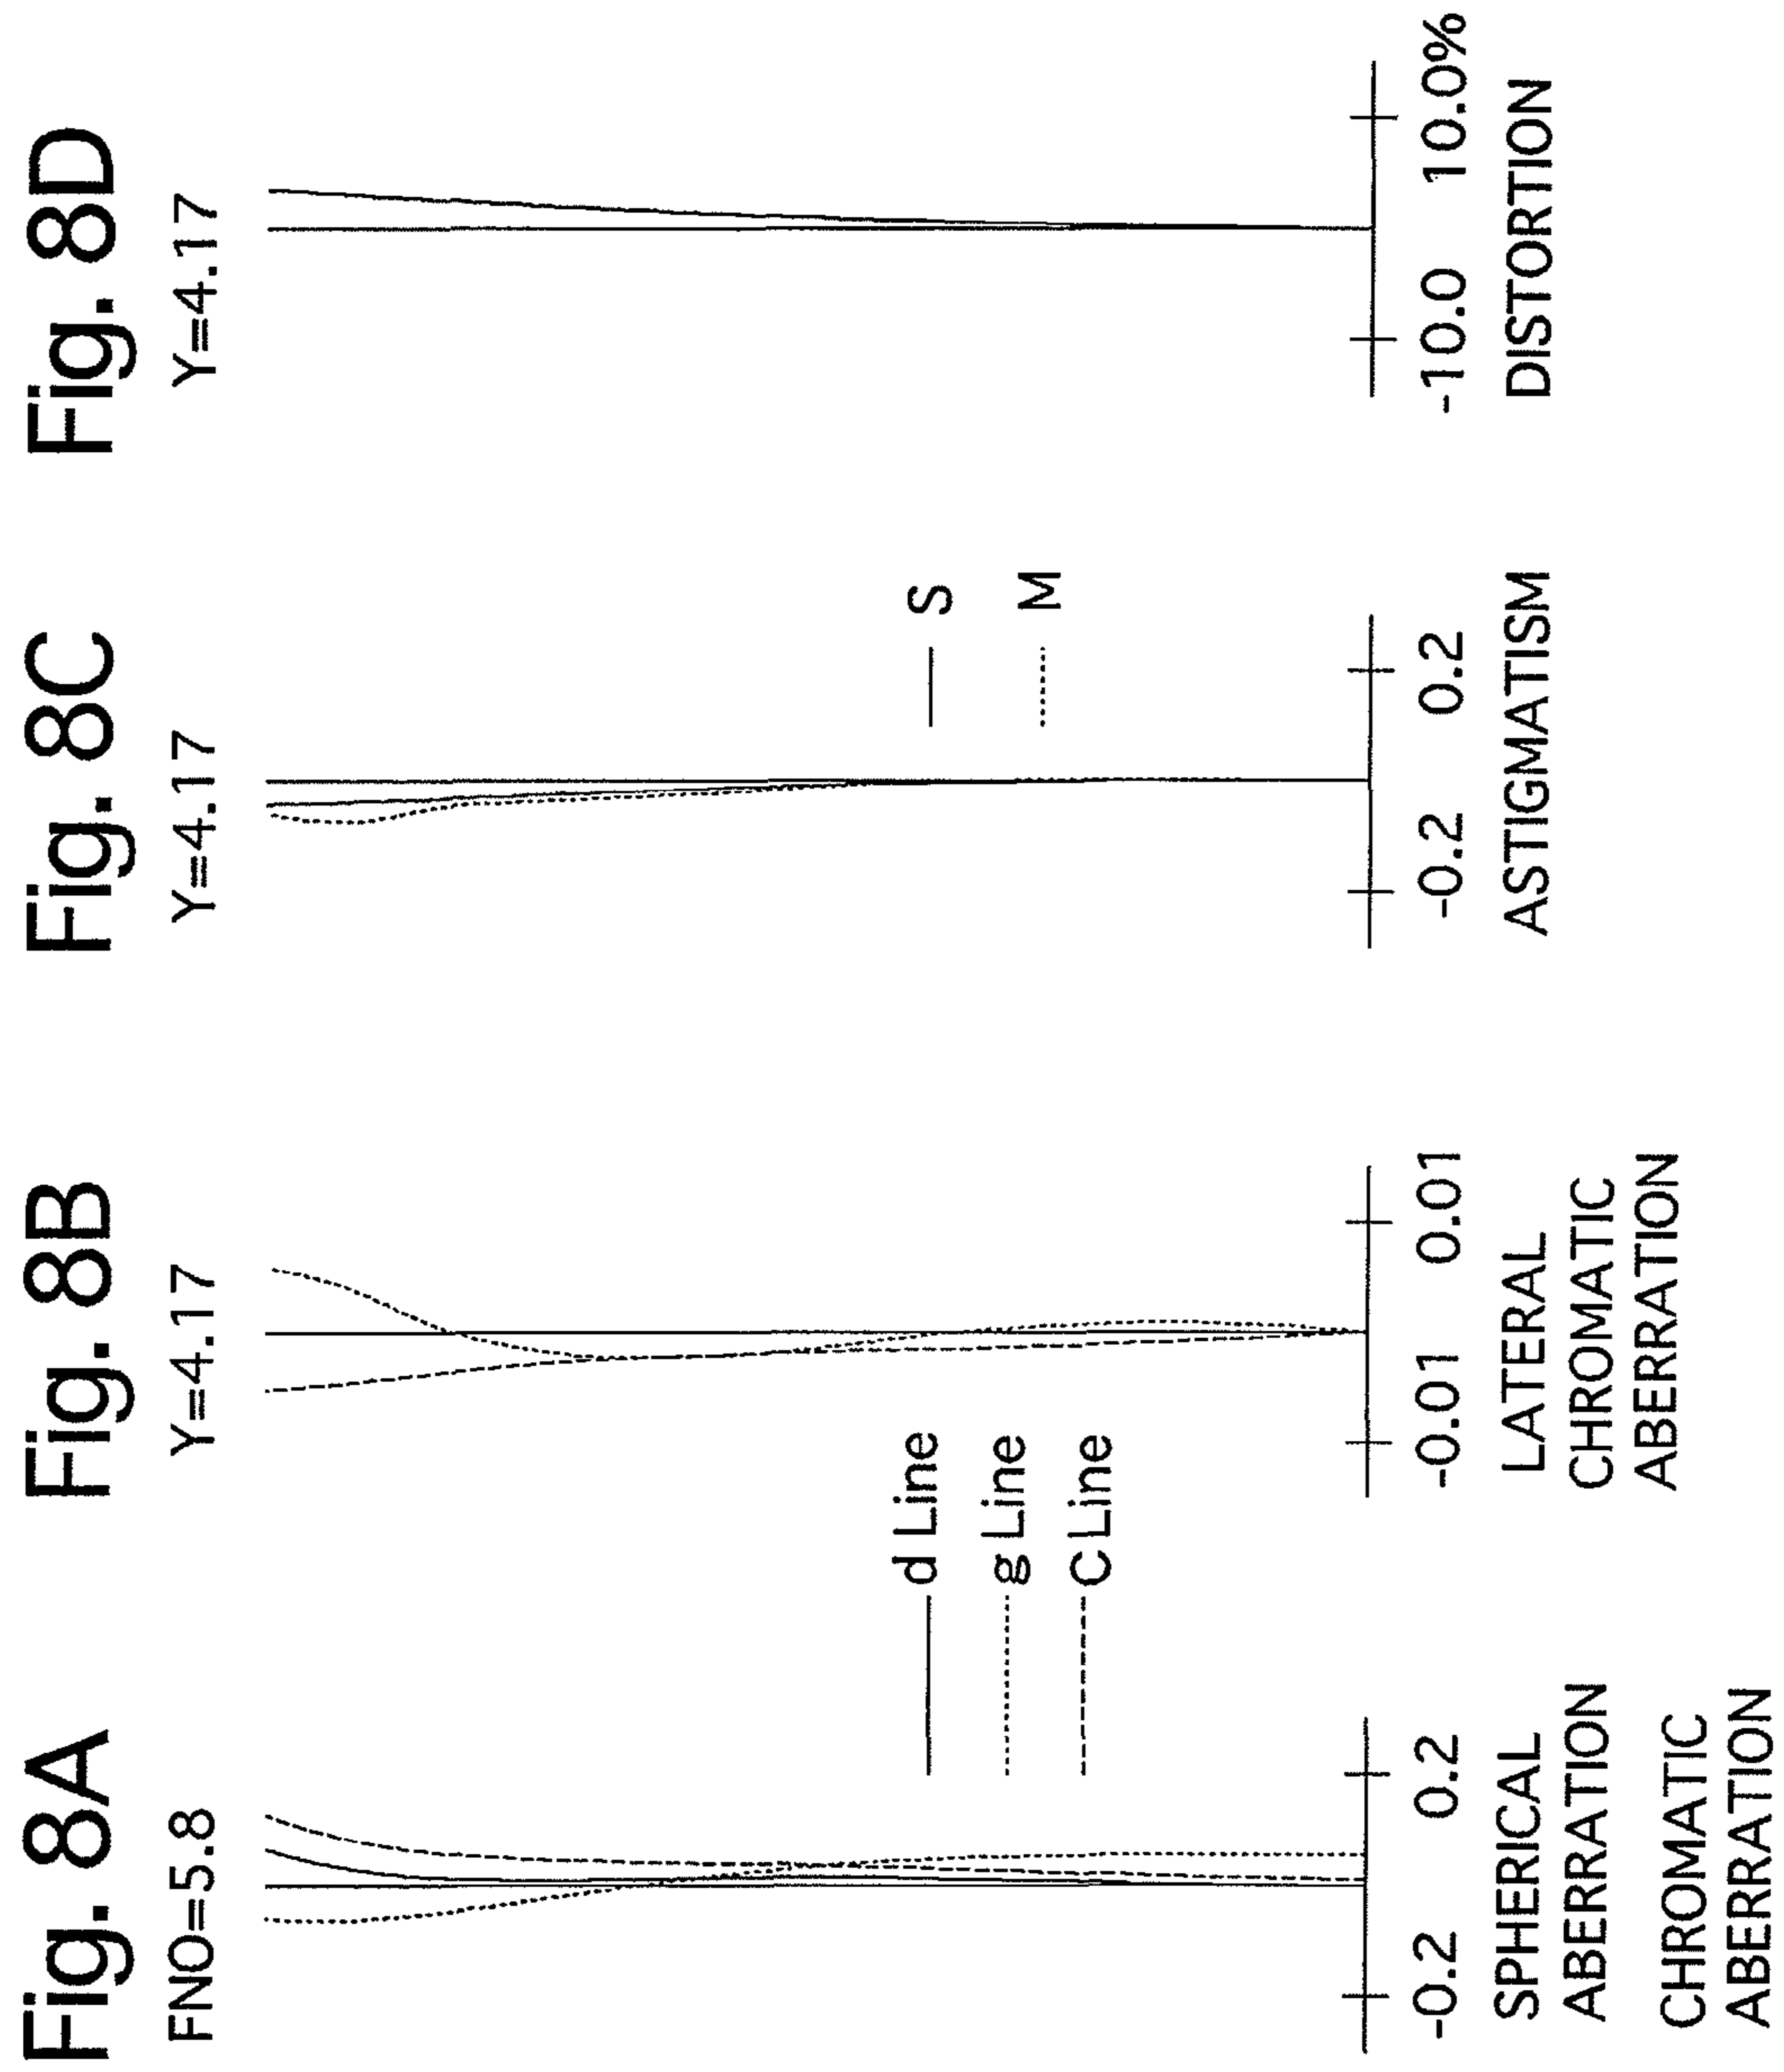 Fig. 8A
FNO=5.8
d Line
g Line
C Line
-0.2
0.2
SPHERICAL
ABERRATION
CHROMATIC
ABERRATION
Fig. 8B
Y=4.17
-0.01
0.01
LATERAL
CHROMATIC
ABERRATION
Fig. 8C
Y=4.17
S
M
-0.2
0.2
ASTIGMATISM
Fig. 8D
Y=4.17
-10.0
10.0%
DISTORTION